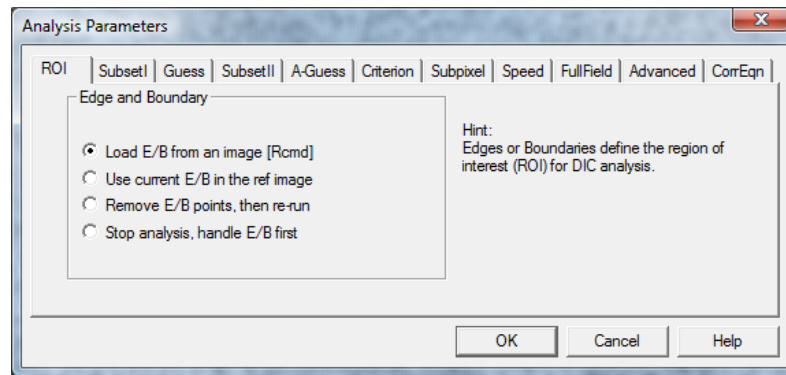 Analysis Parameters
ROI SubsetI Guess SubsetII A-Guess Criterion Subpixel Speed FullField Advanced CorrEqn
Edge and Boundary
Load E/B from an image [Rcmd]
Use current E/B in the ref image
Remove E/B points, then re-run
Stop analysis, handle E/B first
Hint:
Edges or Boundaries define the region of
interest (ROI) for DIC analysis.
OK Cancel Help